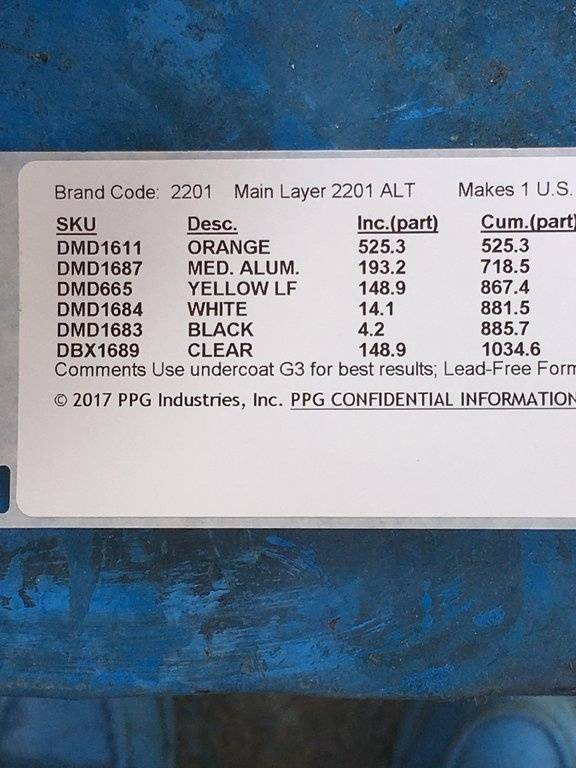 Brand Code: 2201 Main Layer 2201 ALT Makes 1 U.S.
SKU Desc. Inc.(part) Cum.(part)
DMD1611 ORANGE 525.3 525.3
DMD1687 MED. ALUM. 193.2 718.5
DMD665 YELLOW LF 148.9 867.4
DMD1684 WHITE 14.1 881.5
DMD1683 BLACK 4.2 885.7
DBX1689 CLEAR 148.9 1034.6
Comments Use undercoat G3 for best results; Lead-Free Form
© 2017 PPG Industries, Inc. PPG CONFIDENTIAL INFORMATION